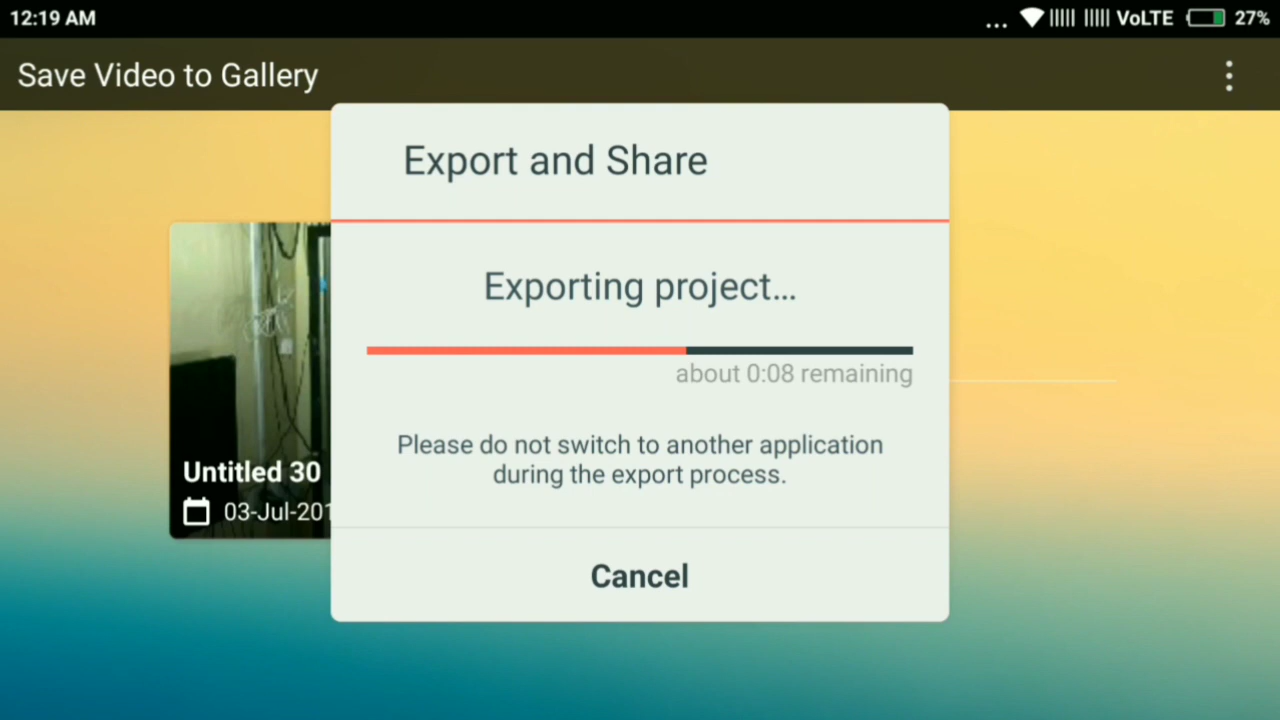 12:19 AM
... VoLTE 27%
Save Video to Gallery
Export and Share
Exporting project...
about 0:08 remaining
Please do not switch to another application
during the export process.
Cancel
Untitled 30
03-Jul-201